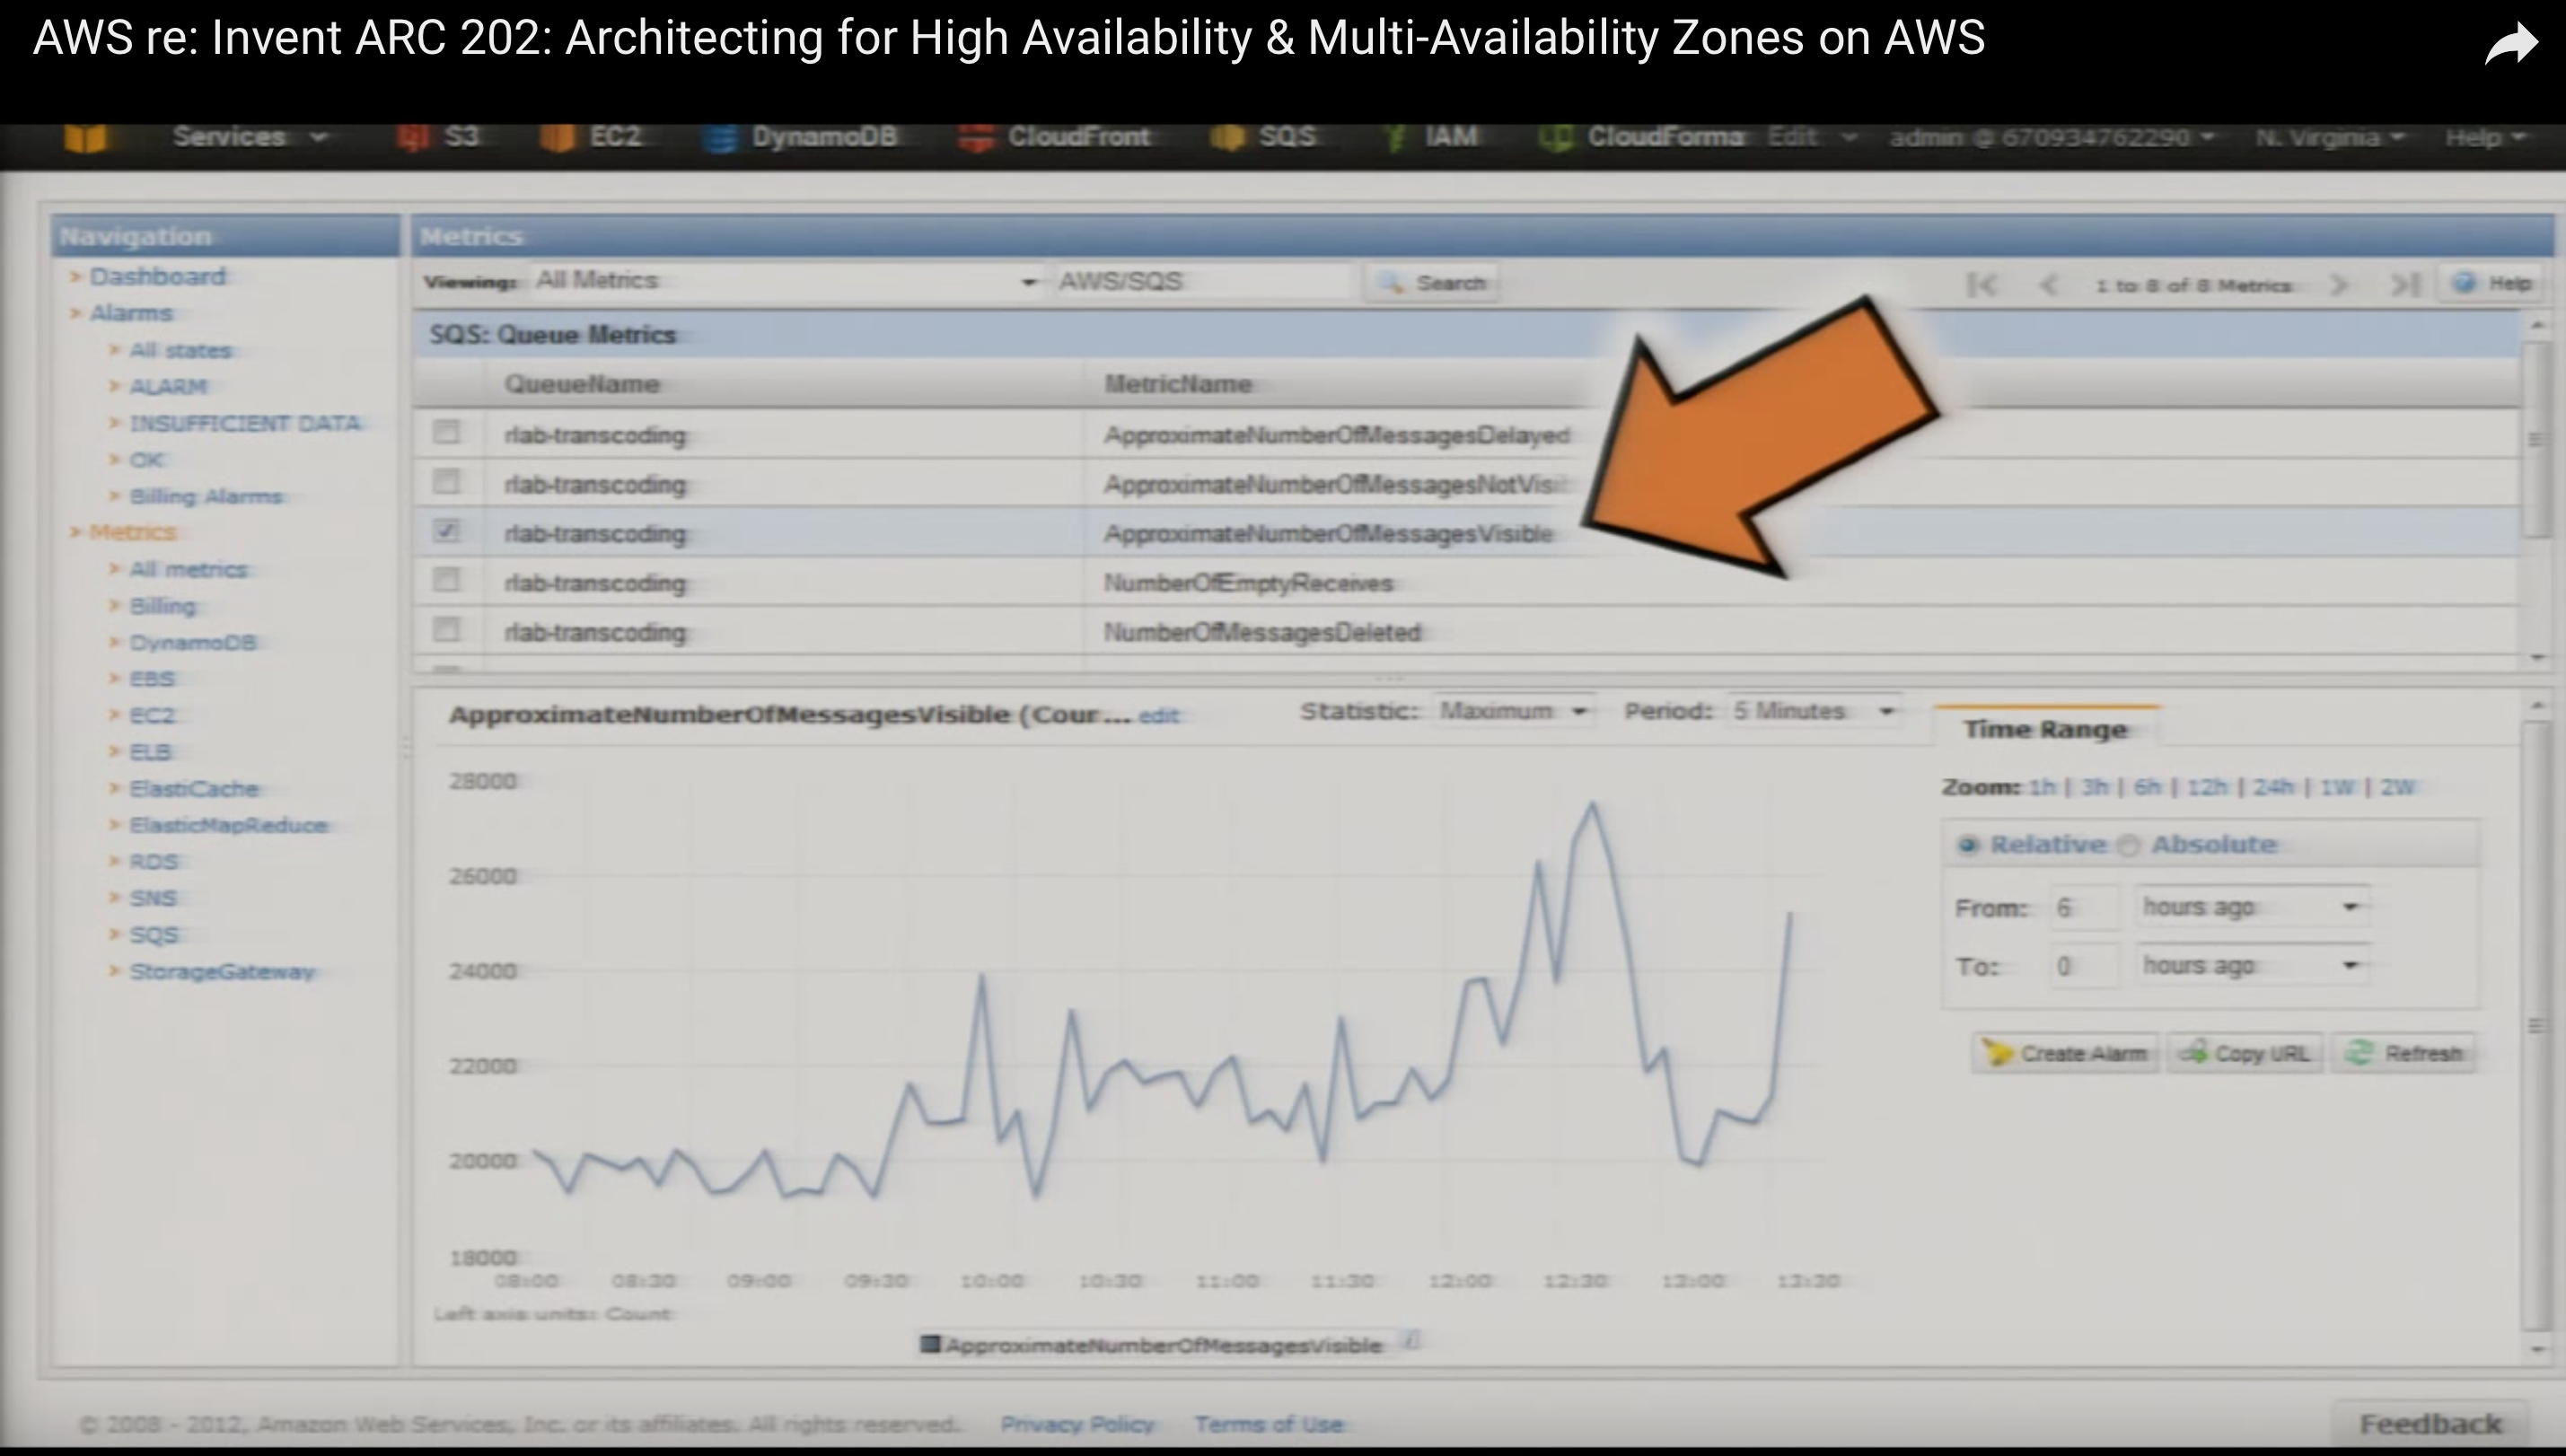 AWS re: Invent ARC 202: Architecting for High Availability & Multi-Availability Zones on AWS
Services S3 EC2 DynamoDB CloudFront SQS IAM CloudForma Edit admin @ 670934762290 N. Virginia Help
Navigation
Dashboard
Alarms
All states
ALARM
INSUFFICIENT DATA
OK
Billing Alarms
Metrics
All metrics
Billing
DynamoDB
EBS
EC2
ELB
ElastiCache
ElasticMapReduce
RDS
SNS
SQS
StorageGateway
Metrics
Viewing: All Metrics AWS/SQS Search 1 to 8 of 8 Metrics Help
SQS: Queue Metrics
QueueName MetricName
rlab-transcoding ApproximateNumberOfMessagesDelayed
rlab-transcoding ApproximateNumberOfMessagesNotVisi
rlab-transcoding ApproximateNumberOfMessagesVisible
rlab-transcoding NumberOfEmptyReceives
rlab-transcoding NumberOfMessagesDeleted
ApproximateNumberOfMessagesVisible (Cour... edit Statistic: Maximum Period: 5 Minutes
28000
26000
24000
22000
20000
18000
08:00 08:30 09:00 09:30 10:00 10:30 11:00 11:30 12:00 12:30 13:00 13:30
Left axis units: Count
ApproximateNumberOfMessagesVisible
Time Range
Zoom: 1h | 3h | 6h | 12h | 24h | 1W | 2W
Relative Absolute
From: 6 hours ago
To: 0 hours ago
Create Alarm Copy URL Refresh
© 2008 - 2012, Amazon Web Services, Inc. or its affiliates. All rights reserved. Privacy Policy Terms of Use Feedback